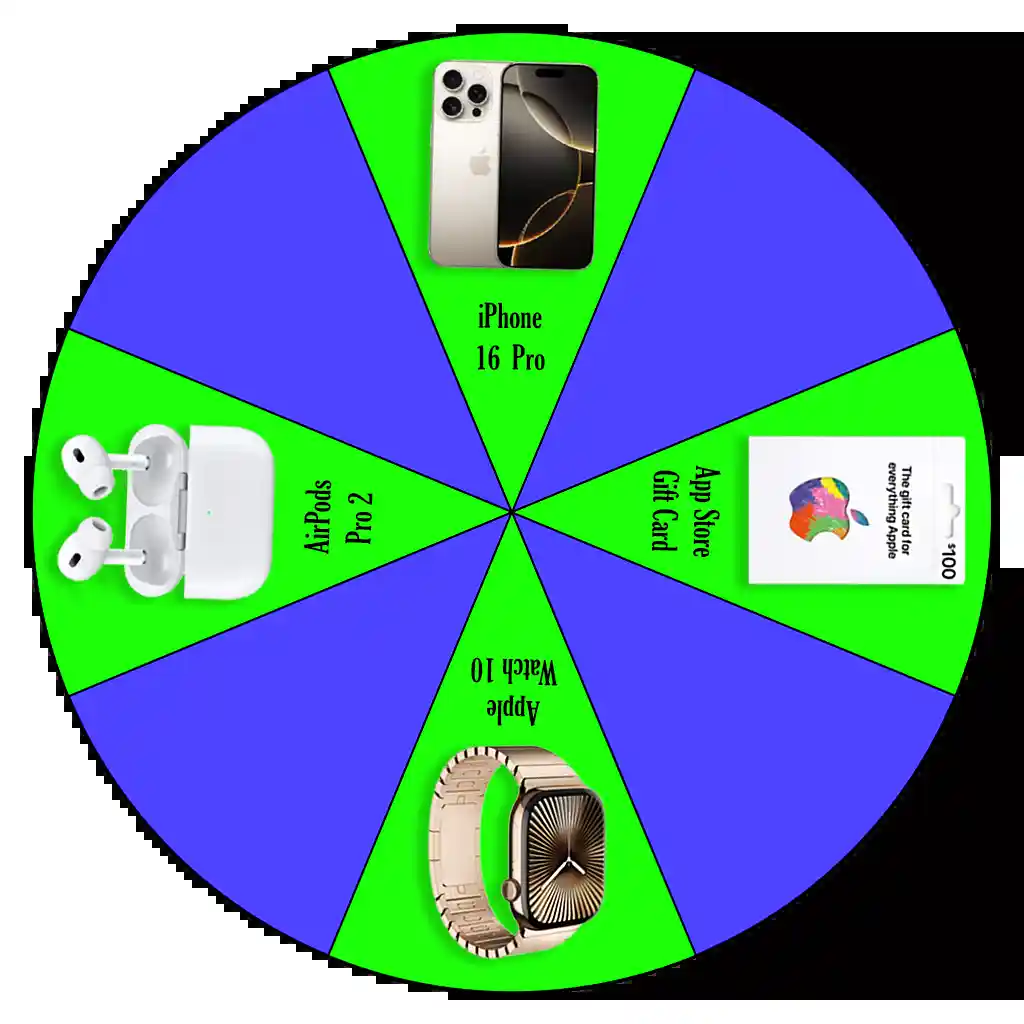 iPhone
16 Pro
App Store
Gift Card
The gift card for
everything Apple
$100
Apple
Watch 10
AirPods
Pro 2